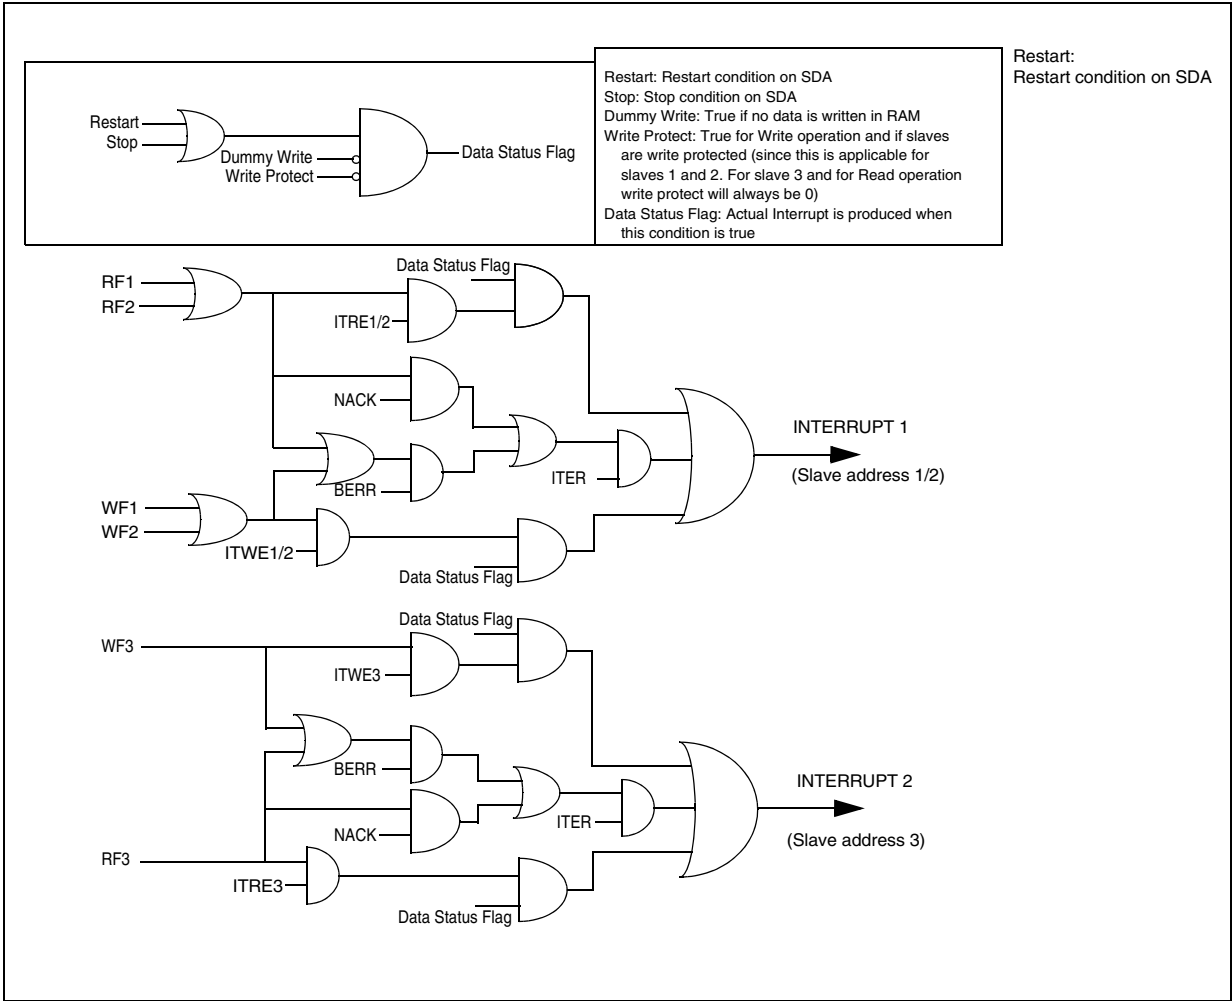 Restart:
Restart condition on SDA
Restart: Restart condition on SDA
Stop: Stop condition on SDA
Dummy Write: True if no data is written in RAM
Write Protect: True for Write operation and if slaves
are write protected (since this is applicable for
slaves 1 and 2. For slave 3 and for Read operation
write protect will always be 0)
Data Status Flag: Actual Interrupt is produced when
this condition is true
Restart
Stop
Dummy Write
Write Protect
Data Status Flag
Data Status Flag
RF1
RF2
ITRE1/2
NACK
BERR
ITER
INTERRUPT 1
(Slave address 1/2)
WF1
WF2
ITWE1/2
Data Status Flag
Data Status Flag
WF3
ITWE3
BERR
NACK
ITER
INTERRUPT 2
(Slave address 3)
RF3
ITRE3
Data Status Flag